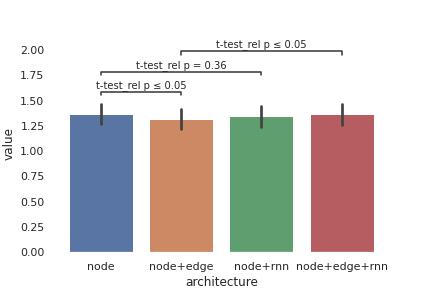 t-test_rel p ≤ 0.05
t-test_rel p = 0.36
t-test_rel p ≤ 0.05
2.00
1.75
1.50
1.25
1.00
0.75
0.50
0.25
0.00
value
node node+edge node+rnn node+edge+rnn
architecture